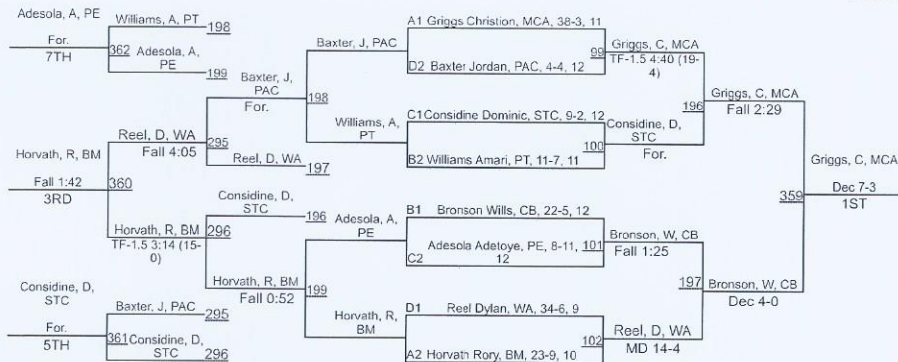 Adesola, A, PE
For.
7TH
Williams, A, PT
198
362
Adesola, A,
PE
199
Baxter, J,
PAC
For.
Baxter, J, PAC
198
Williams, A,
PT
A1 Griggs Christion, MCA, 38-3, 11
99
D2 Baxter Jordan, PAC, 4-4, 12
C1 Considine Dominic, STC, 9-2, 12
100
B2 Williams Amari, PT, 11-7, 11
Griggs, C, MCA
TF-1.5 4:40 (19-
4)
196
Considine, D,
STC
For.
Griggs, C, MCA
Fall 2:29
Reel, D, WA
Fall 4:05
295
Reel, D, WA
197
Horvath, R, BM
Fall 1:42
3RD
360
Horvath, R, BM
TF-1.5 3:14 (15-
0)
Considine, D,
STC
196
296
Horvath, R, BM
Fall 0:52
Adesola, A,
PE
199
Horvath, R,
BM
B1 Bronson Wills, CB, 22-5, 12
101
Adesola Adetoye, PE, 8-11,
12
C2
D1 Reel Dylan, WA, 34-6, 9
102
A2 Horvath Rory, BM, 23-9, 10
Bronson, W, CB
Fall 1:25
197
Reel, D, WA
MD 14-4
Bronson, W, CB
Dec 4-0
359
Griggs, C, MCA
Dec 7-3
1ST
Considine, D,
STC
For.
5TH
Baxter, J, PAC
295
361
Considine, D,
STC
296